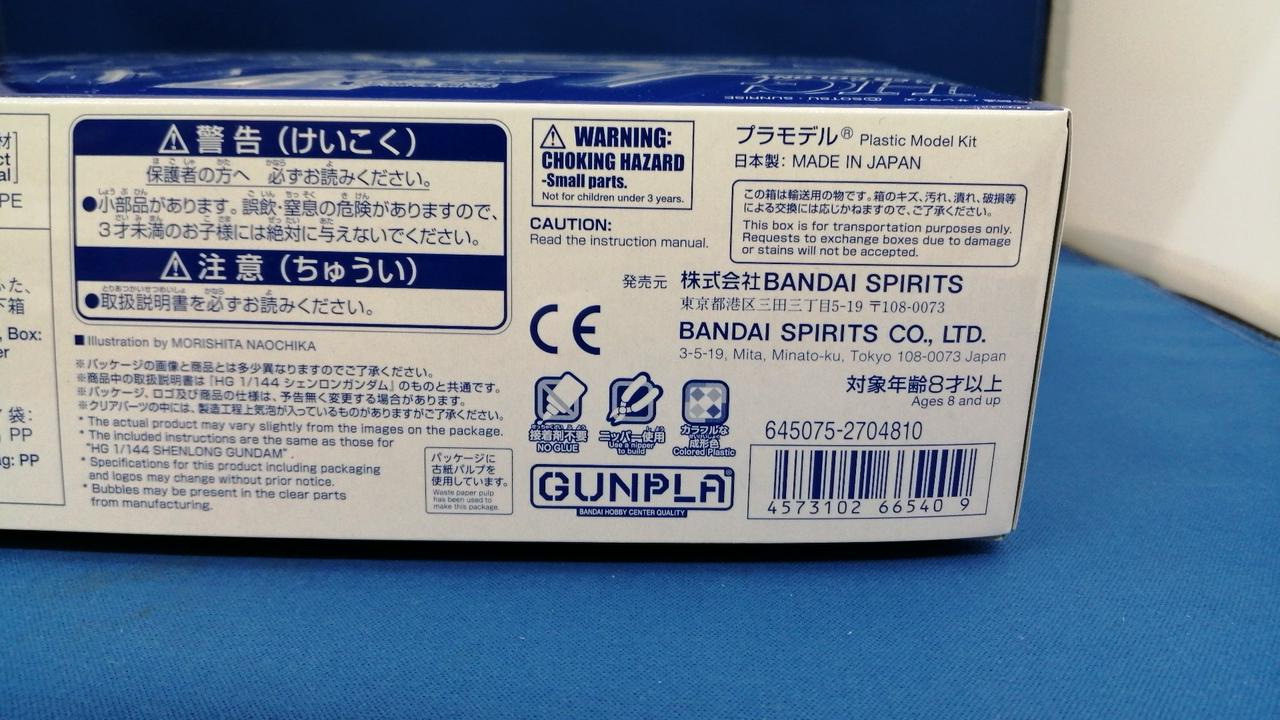 ©SOTSU・SUNRISE
材]
ct
al]
PE
ふた、
下箱
, Box:
er
ィ袋:
, PP
ag: PP
⚠警告（けいこく）
保護者の方へ 必ずお読みください。
●小部品があります。誤飲・窒息の危険がありますので、
３才未満のお子様には絶対に与えないでください。
⚠注意（ちゅうい）
●取扱説明書を必ずお読みください。
■Illustration by MORISHITA NAOCHIKA
※パッケージの画像と商品とは多少異なりますのでご了承ください。
※商品中の取扱説明書は「HG 1/144 シェンロンガンダム」のものと共通です。
※パッケージ、ロゴ及び商品の仕様は、予告無く変更する場合があります。
※クリアパーツの中には、製造工程上気泡が入っているものがありますがご了承ください。
* The actual product may vary slightly from the images on the package.
* The included instructions are the same as those for
"HG 1/144 SHENLONG GUNDAM".
* Specifications for this product including packaging
and logos may change without prior notice.
* Bubbles may be present in the clear parts
from manufacturing.
パッケージに
古紙パルプを
使用しています。
Waste paper pulp
has been used to
make this package.
⚠WARNING:
CHOKING HAZARD
-Small parts.
Not for children under 3 years.
CAUTION:
Read the instruction manual.
プラモデル® Plastic Model Kit
日本製: MADE IN JAPAN
この箱は輸送用の物です。箱のキズ、汚れ、潰れ、破損等
による交換には応じかねますので、ご了承ください。
This box is for transportation purposes only.
Requests to exchange boxes due to damage
or stains will not be accepted.
発売元 株式会社BANDAI SPIRITS
東京都港区三田三丁目5-19 〒108-0073
BANDAI SPIRITS CO., LTD.
3-5-19, Mita, Minato-ku, Tokyo 108-0073 Japan
CE
対象年齢8才以上
Ages 8 and up
接着剤不要
NO GLUE
ニッパー使用
Use a nipper
to build
カラフルな
成形色
Colored Plastic
GUNPLA®
BANDAI HOBBY CENTER QUALITY
645075-2704810
4573102 66540 9